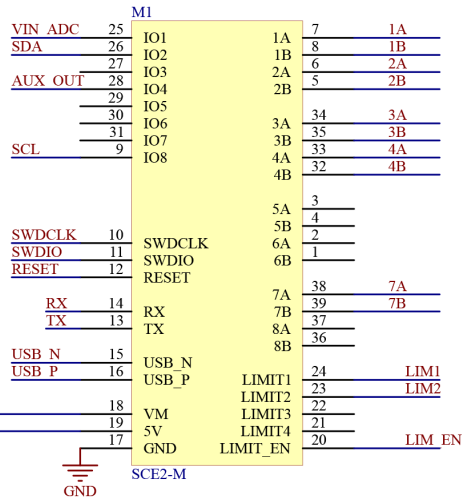 M1
VIN_ADC 25 IO1 1A 7 1A
SDA 26 IO2 1B 8 1B
27 IO3 2A 6 2A
AUX_OUT 28 IO4 2B 5 2B
29 IO5
30 IO6 3A 34 3A
31 IO7 3B 35 3B
SCL 9 IO8 4A 33 4A
4B 32 4B
5A 3
5B 4
SWDCLK 10 SWDCLK 6A 2
SWDIO 11 SWDIO 6B 1
RESET 12 RESET
7A 38 7A
RX 14 RX 7B 39 7B
TX 13 TX 8A 37
8B 36
USB_N 15 USB_N
USB_P 16 USB_P LIMIT1 24 LIM1
LIMIT2 23 LIM2
18 VM LIMIT3 22
19 5V LIMIT4 21
17 GND LIMIT_EN 20 LIM_EN
SCE2-M
GND